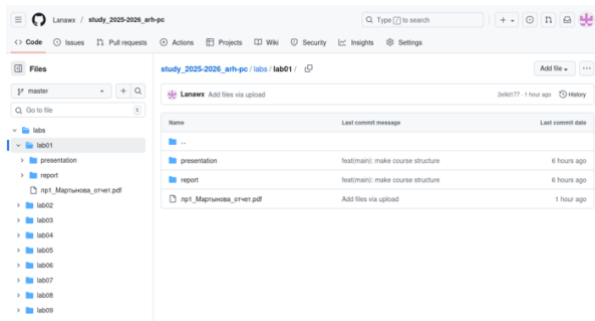 Lanawx / study_2025-2026_arh-pc
Type / to search
Code Issues Pull requests Actions Projects Wiki Security Insights Settings
Files
study_2025-2026_arh-pc / labs / lab01 /
Add file
master
Lanawx Add files via upload
1 hour ago History
Go to file
Name Last commit message Last commit date
labs
lab01
..
presentation
presentation feat(main): make course structure 6 hours ago
report
report feat(main): make course structure 6 hours ago
лр1_Мартынова_отчет.pdf
лр1_Мартынова_отчет.pdf Add files via upload 1 hour ago
lab02
lab03
lab04
lab05
lab06
lab07
lab08
lab09